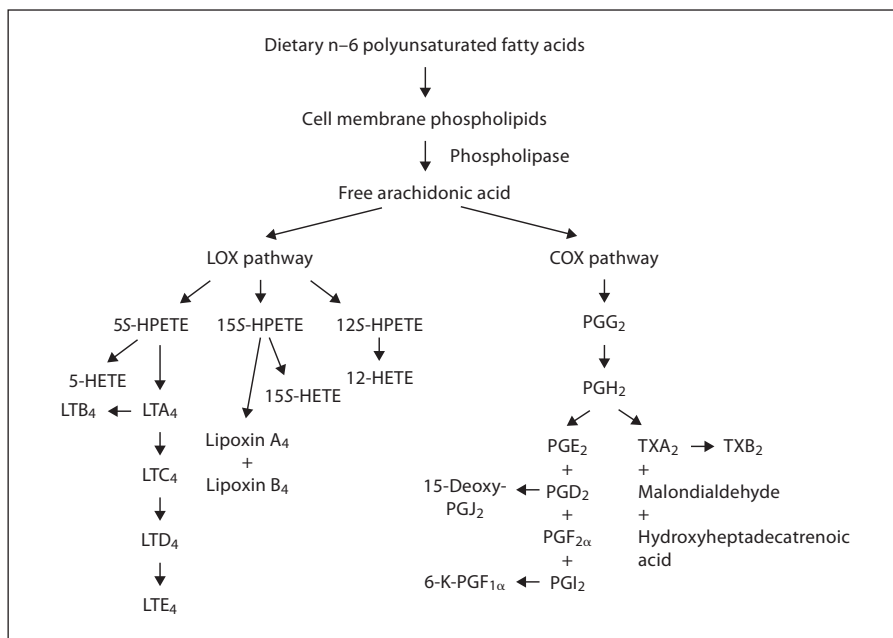 Dietary n–6 polyunsaturated fatty acids
Cell membrane phospholipids
Phospholipase
Free arachidonic acid
LOX pathway
COX pathway
5S-HPETE
15S-HPETE
12S-HPETE
5-HETE
15S-HETE
12-HETE
LTB4
LTA4
LTC4
LTD4
LTE4
Lipoxin A4
+
Lipoxin B4
PGG2
PGH2
PGE2
+
PGD2
+
PGF2α
+
PGI2
15-Deoxy-
PGJ2
6-K-PGF1α
TXA2
TXB2
+
Malondialdehyde
+
Hydroxyheptadecatrenoic
acid